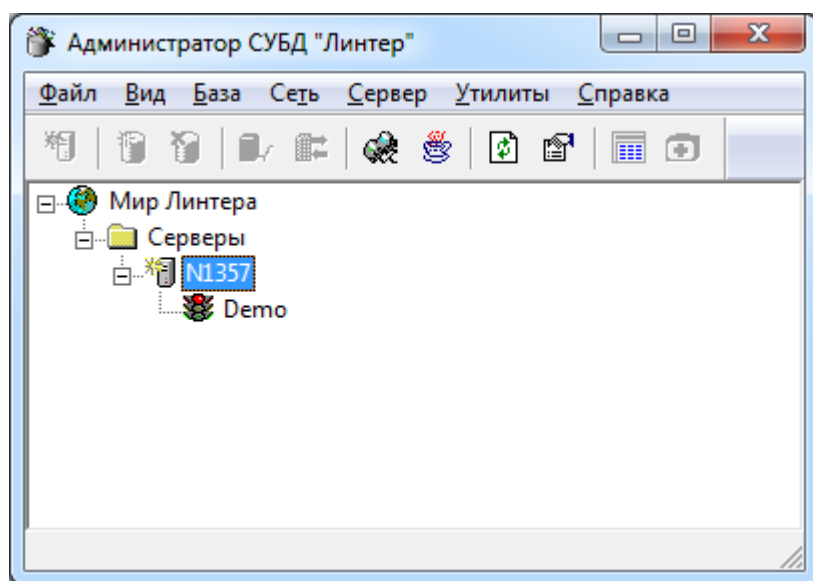 Администратор СУБД "Линтер"
Файл Вид База Сеть Сервер Утилиты Справка
Мир Линтера
Серверы
N1357
Demo